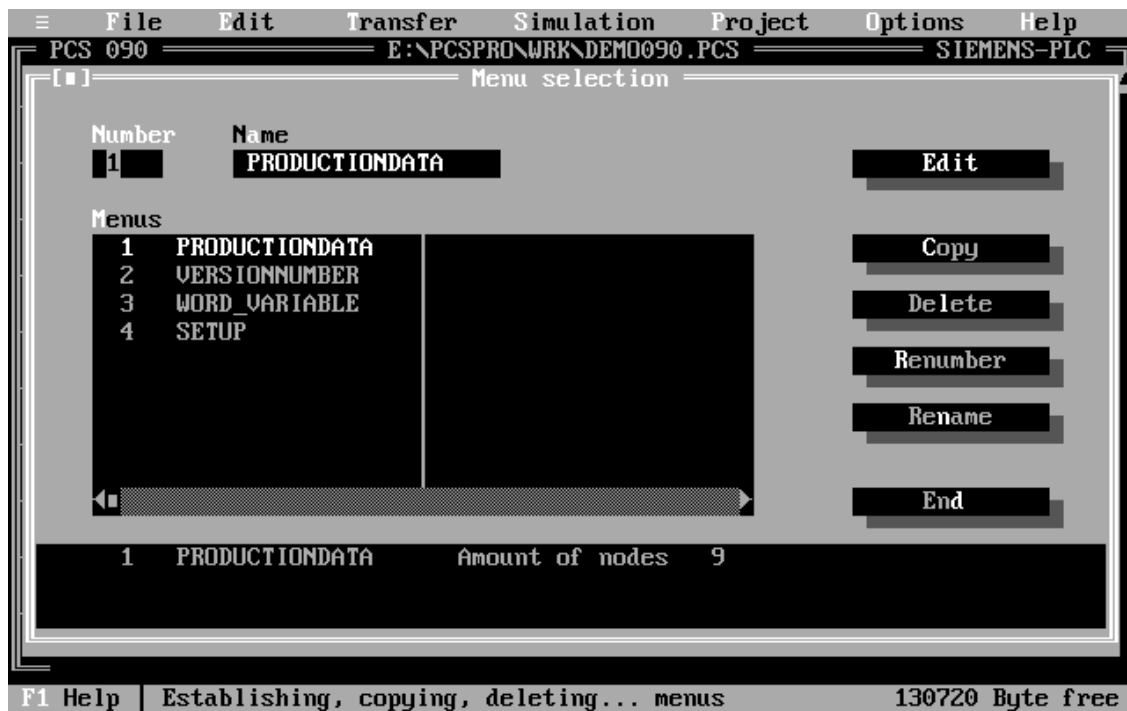 ≡ File Edit Transfer Simulation Project Options Help
PCS 090 E:\PCSPRO\WRK\DEMO090.PCS SIEMENS-PLC
[■] Menu selection
Number Name
1 PRODUCTIONDATA Edit
Menus
1 PRODUCTIONDATA Copy
2 VERSIONNUMBER
3 WORD_VARIABLE Delete
4 SETUP
Renumber
Rename
End
1 PRODUCTIONDATA Amount of nodes 9
F1 Help | Establishing, copying, deleting... menus 130720 Byte free